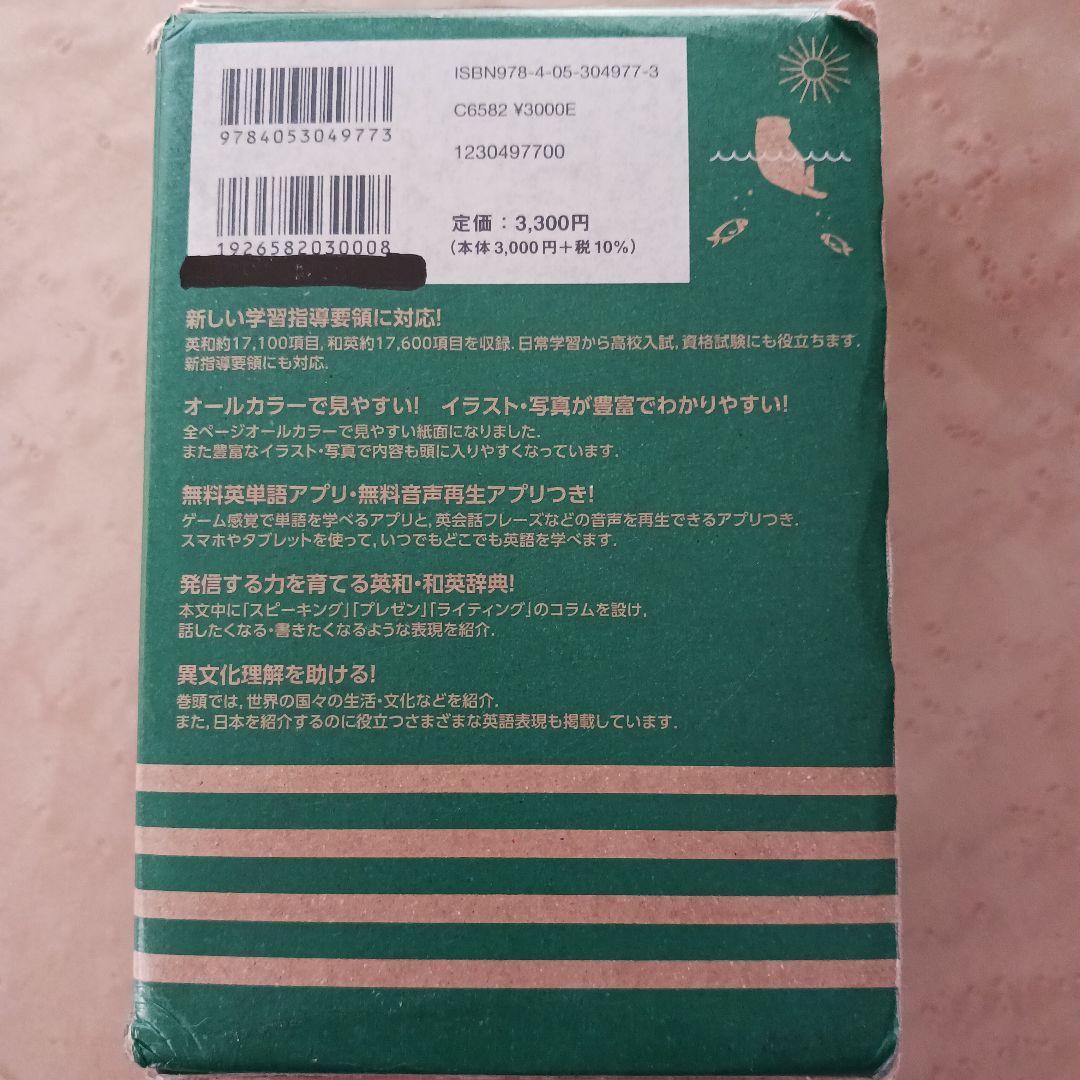 ISBN978-4-05-304977-3
9784053049773
C6582 ¥3000E
1230497700
1926582030008
定価：3,300円
(本体3,000円+税10%)
新しい学習指導要領に対応!
英和約17,100項目, 和英約17,600項目を収録. 日常学習から高校入試, 資格試験にも役立ちます.
新指導要領にも対応.
オールカラーで見やすい! イラスト・写真が豊富でわかりやすい!
全ページオールカラーで見やすい紙面になりました.
また豊富なイラスト・写真で内容も頭に入りやすくなっています.
無料英単語アプリ・無料音声再生アプリつき!
ゲーム感覚で単語を学べるアプリと, 英会話フレーズなどの音声を再生できるアプリつき.
スマホやタブレットを使って, いつでもどこでも英語を学べます.
発信する力を育てる英和・和英辞典!
本文中に「スピーキング」「プレゼン」「ライティング」のコラムを設け,
話したくなる・書きたくなるような表現を紹介.
異文化理解を助ける!
巻頭では, 世界の国々の生活・文化などを紹介.
また, 日本を紹介するのに役立つさまざまな英語表現も掲載しています.